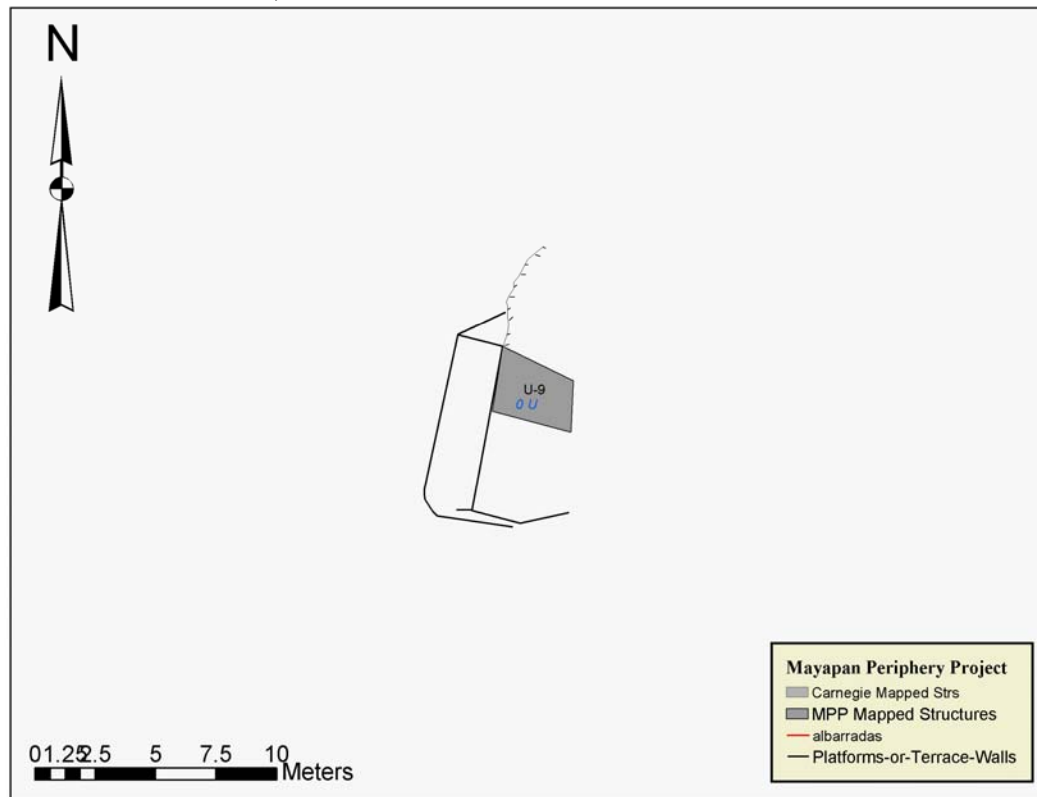 N
U-9
0 U
01.252.5 5 7.5 10
Meters
Mayapan Periphery Project
Carnegie Mapped Strs
MPP Mapped Structures
albarradas
Platforms-or-Terrace-Walls